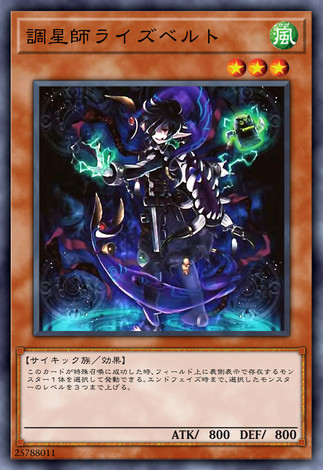 調星師ライズベルト
風
【サイキック族／効果】
このカードが特殊召喚に成功した時、フィールド上に表側表示で存在するモ
ンスター１体を選択して発動できる。エンドフェイズ時まで、選択したモンスター
のレベルを３つまで上げる。
ATK/ 800 DEF/ 800
25788011